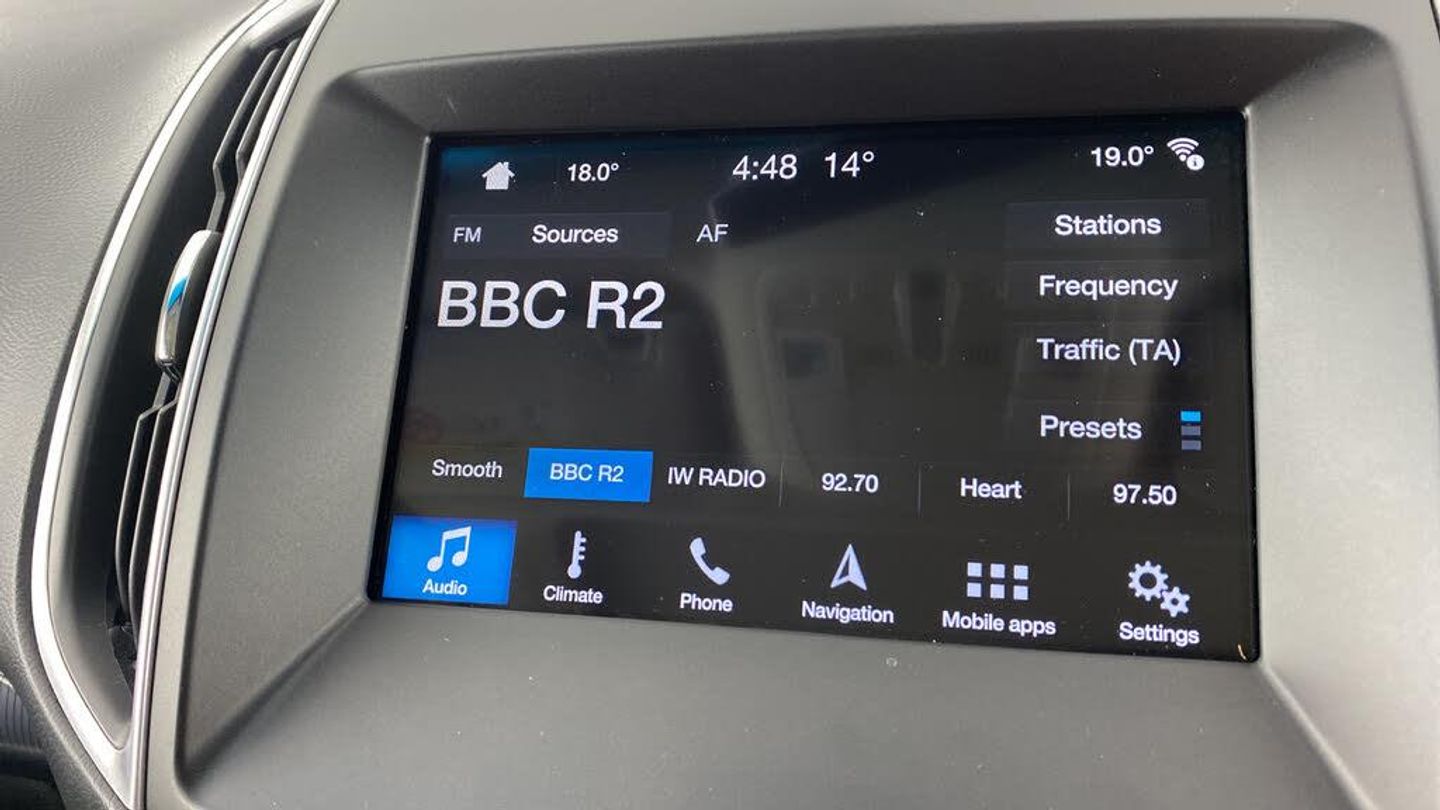 18.0° 4:48 14° 19.0°
FM Sources AF Stations
BBC R2 Frequency
Traffic (TA)
Presets
Smooth BBC R2 IW RADIO 92.70 Heart 97.50
Audio Climate Phone Navigation Mobile apps Settings